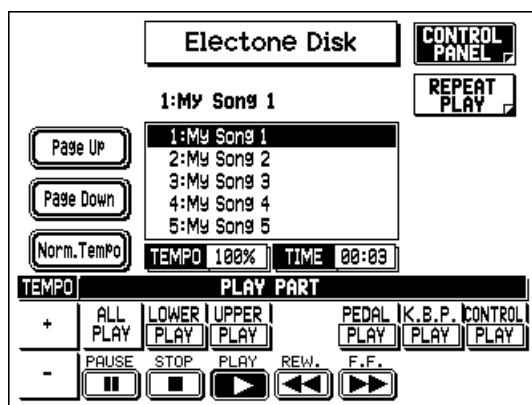 Electone Disk
CONTROL
PANEL
REPEAT
PLAY
1:My Song 1
Page Up
Page Down
Norm.Tempo
1:My Song 1
2:My Song 2
3:My Song 3
4:My Song 4
5:My Song 5
TEMPO 100% TIME 00:03
TEMPO PLAY PART
+ ALL PLAY LOWER PLAY UPPER PLAY PEDAL PLAY K.B.P. PLAY CONTROL PLAY
- PAUSE STOP PLAY REW. F.F.